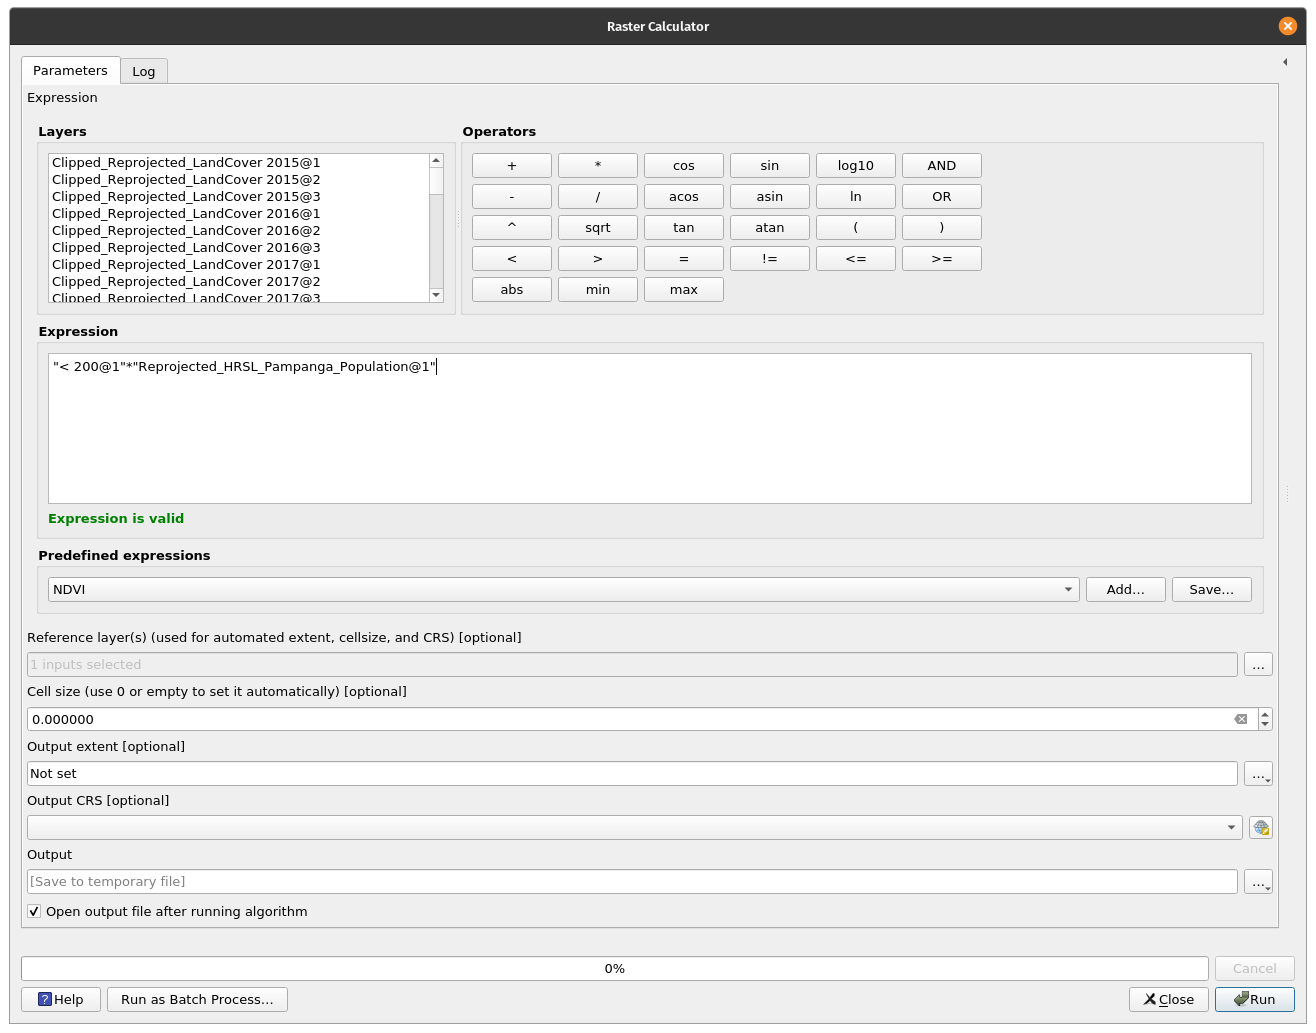 Raster Calculator
Parameters
Log
Expression
Layers
Clipped_Reprojected_LandCover 2015@1
Clipped_Reprojected_LandCover 2015@2
Clipped_Reprojected_LandCover 2015@3
Clipped_Reprojected_LandCover 2016@1
Clipped_Reprojected_LandCover 2016@2
Clipped_Reprojected_LandCover 2016@3
Clipped_Reprojected_LandCover 2017@1
Clipped_Reprojected_LandCover 2017@2
Clipped_Reprojected_LandCover 2017@3
Operators
+ * cos sin log10 AND
- / acos asin ln OR
^ sqrt tan atan ( )
< > = != <= >=
abs min max
Expression
"< 200@1"*"Reprojected_HRSL_Pampanga_Population@1"
Expression is valid
Predefined expressions
NDVI
Add...
Save...
Reference layer(s) (used for automated extent, cellsize, and CRS) [optional]
1 inputs selected
...
Cell size (use 0 or empty to set it automatically) [optional]
0.000000
Output extent [optional]
Not set
...
Output CRS [optional]
Output
[Save to temporary file]
...
Open output file after running algorithm
0%
Cancel
? Help
Run as Batch Process...
Close
Run